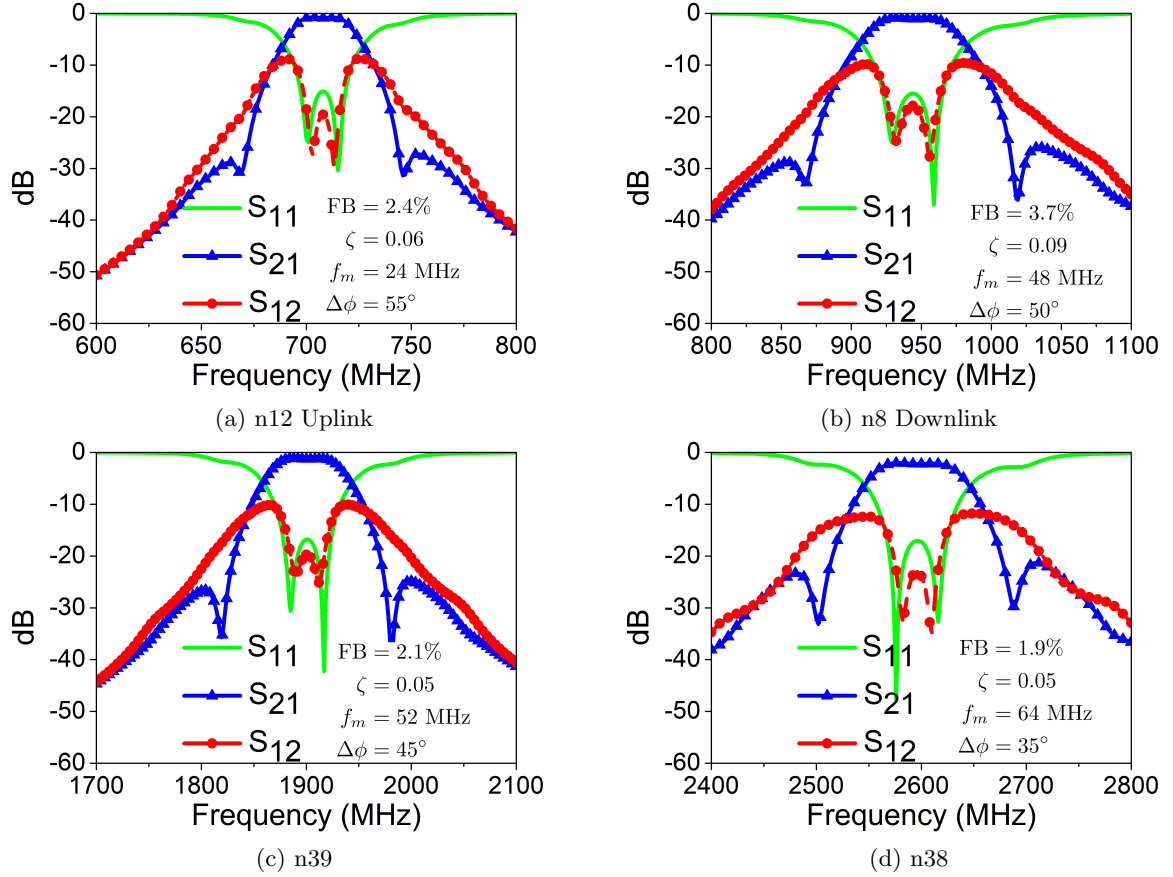 0
-10
-20
-30
-40
-50
-60
dB
S11
S21
S12
FB = 2.4%
ζ = 0.06
fm = 24 MHz
Δϕ = 55°
600 650 700 750 800
Frequency (MHz)
(a) n12 Uplink
0
-10
-20
-30
-40
-50
-60
dB
S11
S21
S12
FB = 3.7%
ζ = 0.09
fm = 48 MHz
Δϕ = 50°
800 850 900 950 1000 1050 1100
Frequency (MHz)
(b) n8 Downlink
0
-10
-20
-30
-40
-50
-60
dB
S11
S21
S12
FB = 2.1%
ζ = 0.05
fm = 52 MHz
Δϕ = 45°
1700 1800 1900 2000 2100
Frequency (MHz)
(c) n39
0
-10
-20
-30
-40
-50
-60
dB
S11
S21
S12
FB = 1.9%
ζ = 0.05
fm = 64 MHz
Δϕ = 35°
2400 2500 2600 2700 2800
Frequency (MHz)
(d) n38